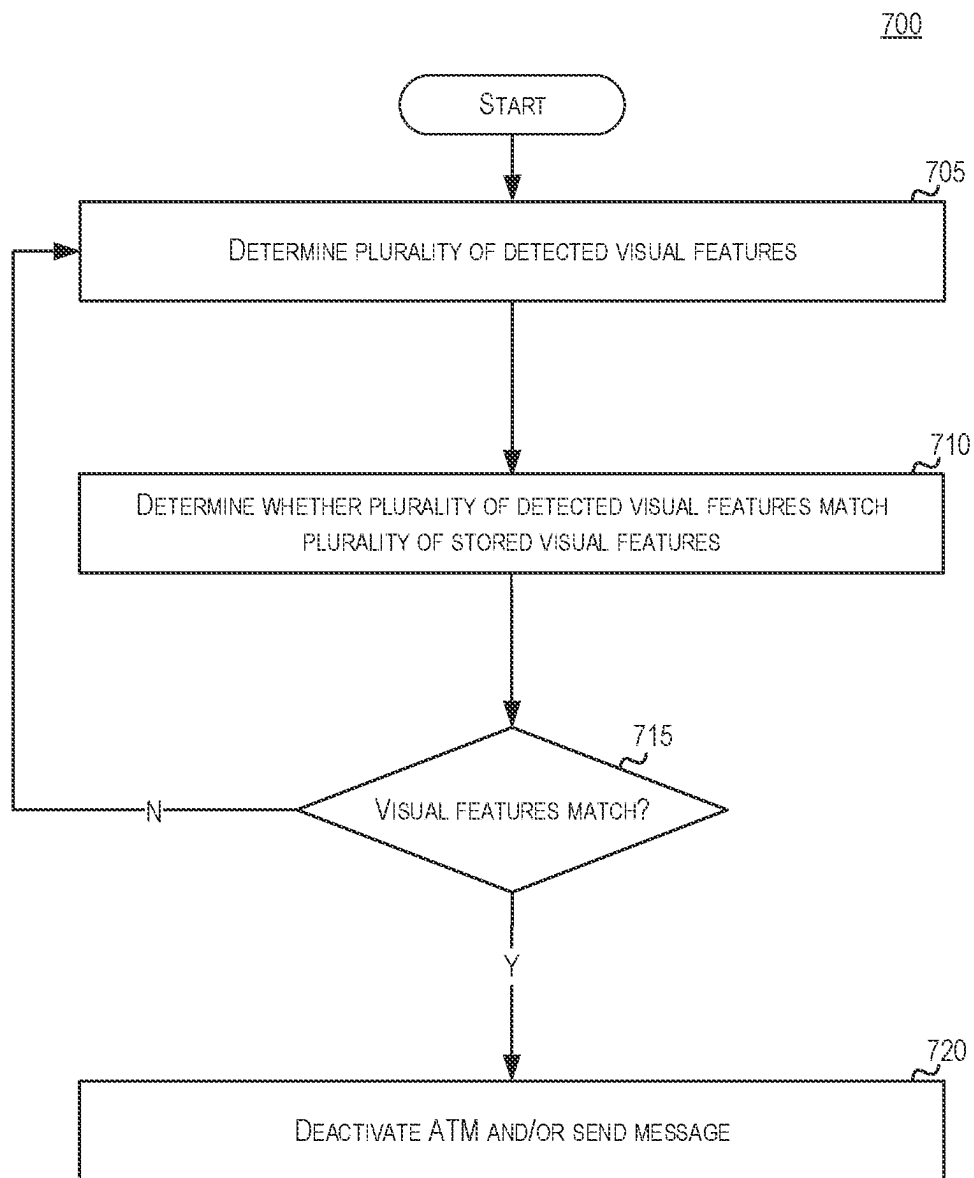 700
START
705
DETERMINE PLURALITY OF DETECTED VISUAL FEATURES
710
DETERMINE WHETHER PLURALITY OF DETECTED VISUAL FEATURES MATCH
PLURALITY OF STORED VISUAL FEATURES
715
VISUAL FEATURES MATCH?
N
Y
720
DEACTIVATE ATM AND/OR SEND MESSAGE